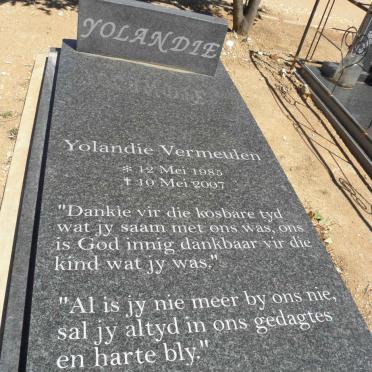 YOLANDIE
Yolandie Vermeulen
* 12 Mei 1985
† 10 Mei 2007
"Dankie vir die kosbare tyd
wat jy saam met ons was, ons
is God innig dankbaar vir die
kind wat jy was."
"Al is jy nie meer by ons nie,
sal jy altyd in ons gedagtes
en harte bly."